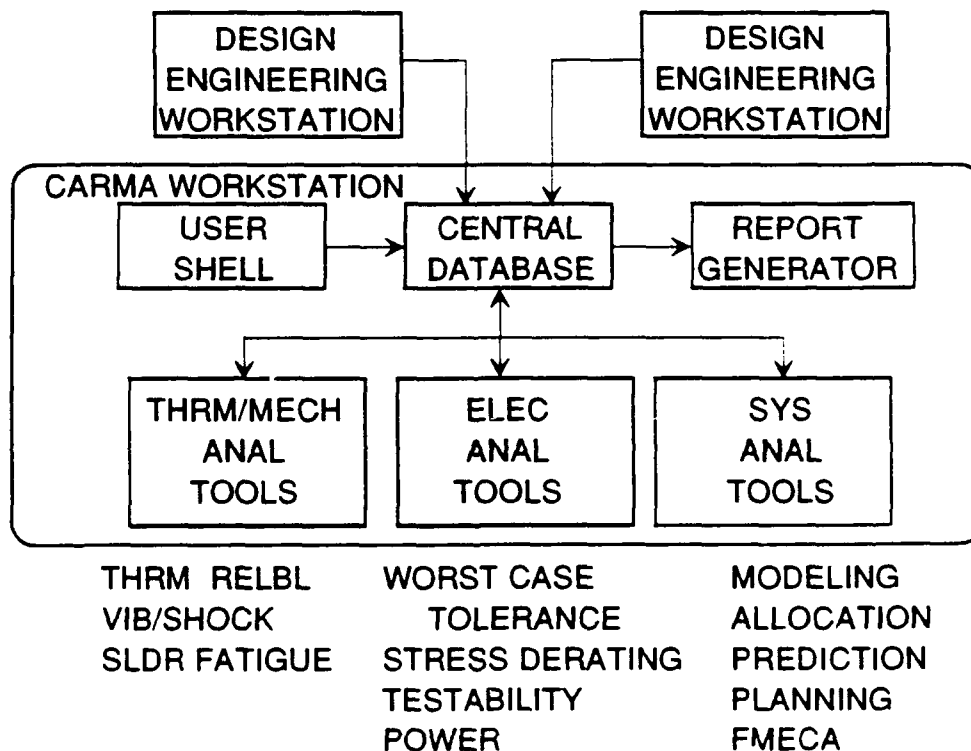 DESIGN
ENGINEERING
WORKSTATION
DESIGN
ENGINEERING
WORKSTATION
CARMA WORKSTATION
USER
SHELL
CENTRAL
DATABASE
REPORT
GENERATOR
THRM/MECH
ANAL
TOOLS
ELEC
ANAL
TOOLS
SYS
ANAL
TOOLS
THRM RELBL
VIB/SHOCK
SLDR FATIGUE
WORST CASE
TOLERANCE
STRESS DERATING
TESTABILITY
POWER
MODELING
ALLOCATION
PREDICTION
PLANNING
FMECA